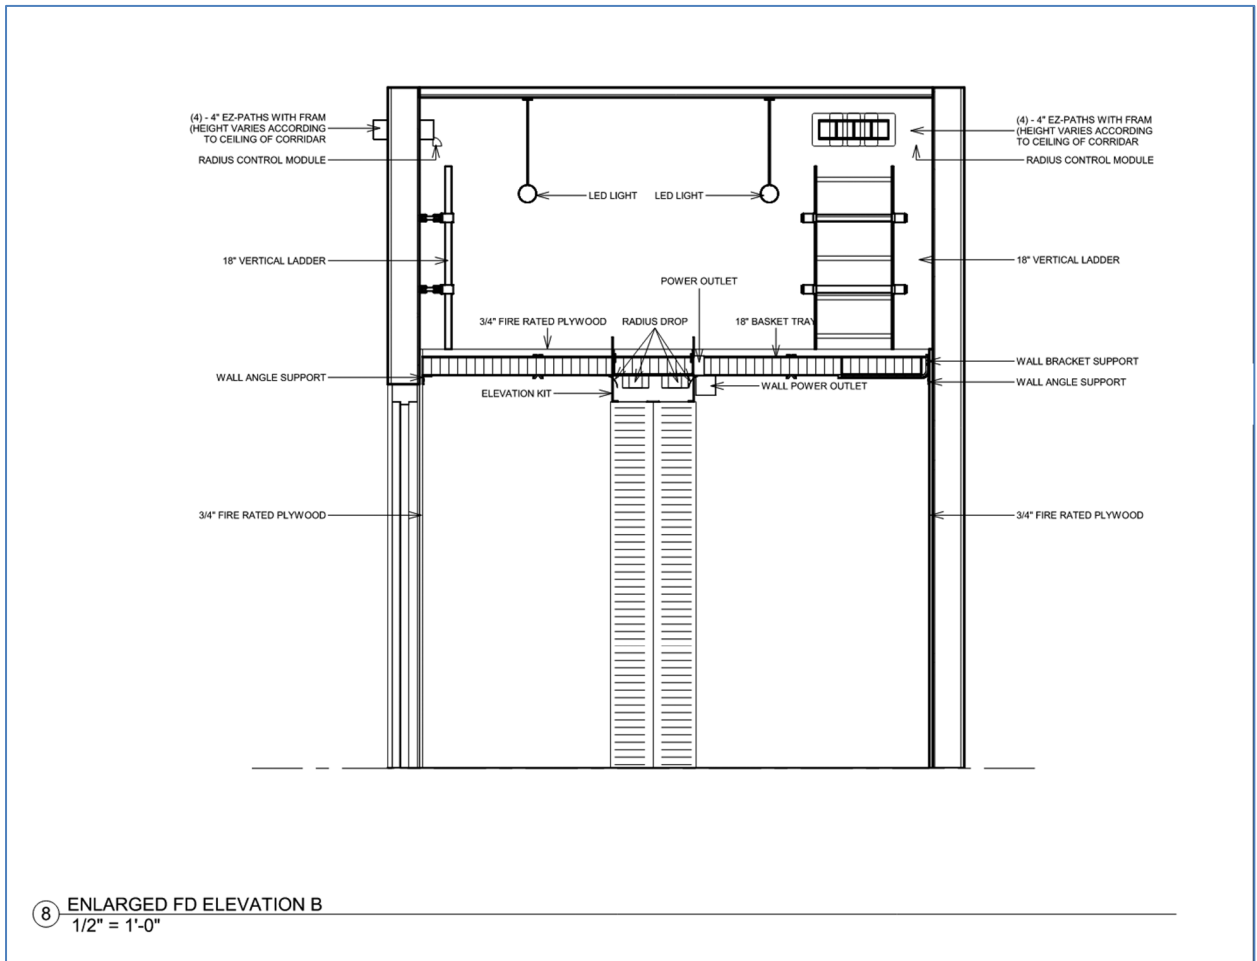 (4) - 4" EZ-PATHS WITH FRAM
(HEIGHT VARIES ACCORDING
TO CEILING OF CORRIDAR
RADIUS CONTROL MODULE
(4) - 4" EZ-PATHS WITH FRAM
(HEIGHT VARIES ACCORDING
TO CEILING OF CORRIDAR
RADIUS CONTROL MODULE
LED LIGHT
LED LIGHT
18" VERTICAL LADDER
18" VERTICAL LADDER
POWER OUTLET
3/4" FIRE RATED PLYWOOD
RADIUS DROP
18" BASKET TRAY
WALL BRACKET SUPPORT
WALL ANGLE SUPPORT
WALL ANGLE SUPPORT
ELEVATION KIT
WALL POWER OUTLET
3/4" FIRE RATED PLYWOOD
3/4" FIRE RATED PLYWOOD
8
ENLARGED FD ELEVATION B
1/2" = 1'-0"